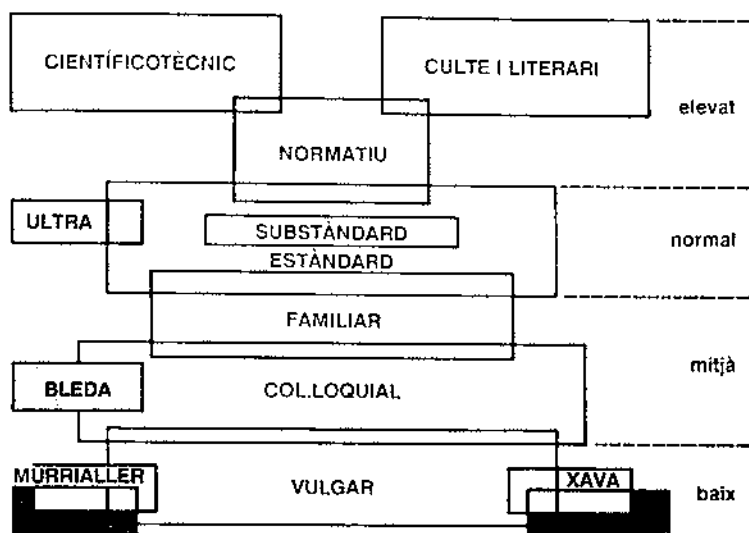 CIENTÍFICOTÈCNIC
CULTE I LITERARI
elevat
NORMATIU
ULTRA
SUBSTÀNDARD
normal
ESTÀNDARD
FAMILIAR
mitjà
BLEDA
COL.LOQUIAL
MURRIALLER
VULGAR
XAVA
baix